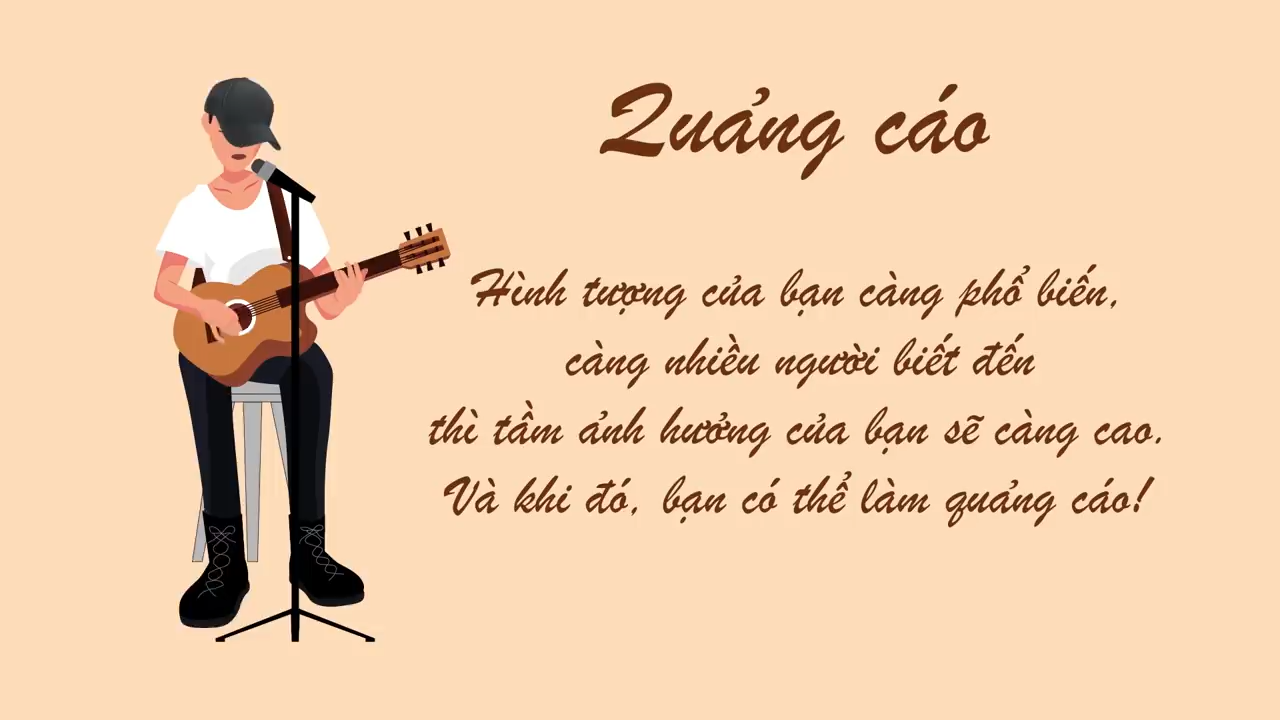 Quảng cáo
Hình tượng của bạn càng phổ biến,
càng nhiều người biết đến
thì tầm ảnh hưởng của bạn sẽ càng cao.
Và khi đó, bạn có thể làm quảng cáo!